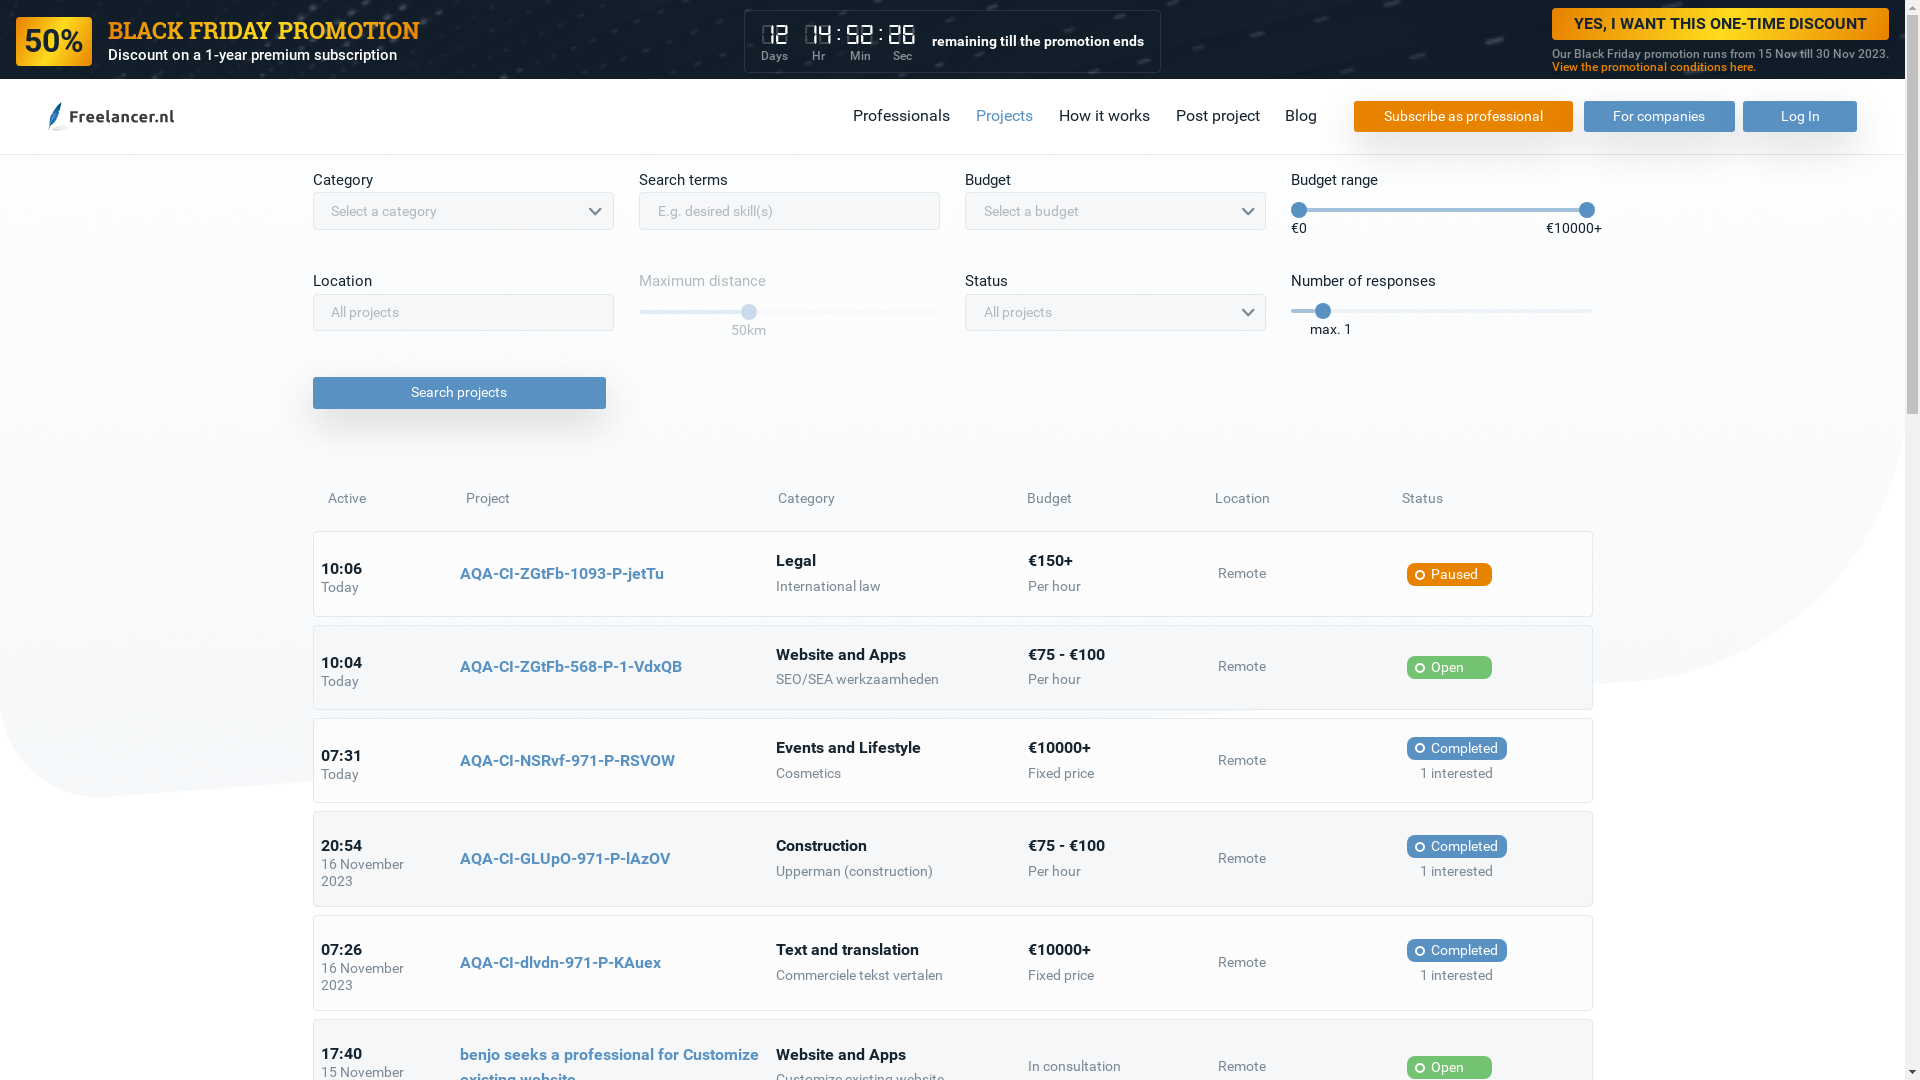 50%
BLACK FRIDAY PROMOTION
Discount on a 1-year premium subscription
12 14 : 52 : 26
Days Hr Min Sec
remaining till the promotion ends
YES, I WANT THIS ONE-TIME DISCOUNT
Our Black Friday promotion runs from 15 Nov till 30 Nov 2023.
View the promotional conditions here.
Freelancer.nl
Professionals Projects How it works Post project Blog Subscribe as professional For companies Log In
Category Search terms Budget Budget range
Select a category E.g. desired skill(s) Select a budget
€0 €10000+
Location Maximum distance Status Number of responses
All projects All projects
50km max. 1
Search projects
Active Project Category Budget Location Status
10:06
Today
AQA-CI-ZGtFb-1093-P-jetTu
Legal
International law
€150+
Per hour
Remote
Paused
10:04
Today
AQA-CI-ZGtFb-568-P-1-VdxQB
Website and Apps
SEO/SEA werkzaamheden
€75 - €100
Per hour
Remote
Open
07:31
Today
AQA-CI-NSRvf-971-P-RSVOW
Events and Lifestyle
Cosmetics
€10000+
Fixed price
Remote
Completed
1 interested
20:54
16 November
2023
AQA-CI-GLUpO-971-P-lAzOV
Construction
Upperman (construction)
€75 - €100
Per hour
Remote
Completed
1 interested
07:26
16 November
2023
AQA-CI-dlvdn-971-P-KAuex
Text and translation
Commerciele tekst vertalen
€10000+
Fixed price
Remote
Completed
1 interested
17:40
15 November
benjo seeks a professional for Customize
existing website
Website and Apps
Customize existing website
In consultation
Remote
Open